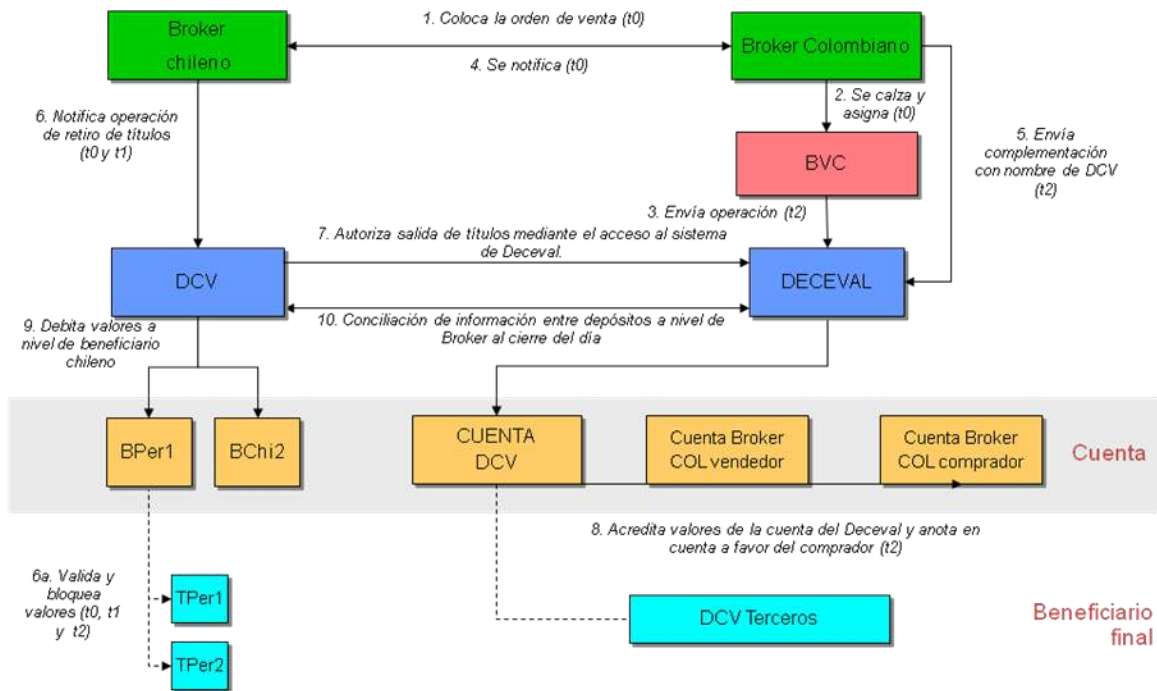 1. Coloca la orden de venta (t0)
Broker
chileno
Broker Colombiano
4. Se notifica (t0)
6. Notifica operación
de retiro de títulos
(t0 y t1)
2. Se calza y
asigna (t0)
5. Envía
complementación
con nombre de DCV
(t2)
BVC
3. Envía operación (t2)
7. Autoriza salida de títulos mediante el acceso al sistema
de Deceval.
DCV
DECEVAL
9. Debita valores a
nivel de beneficiario
chileno
10. Conciliación de información entre depósitos a nivel de
Broker al cierre del día
BPer1
BChi2
CUENTA
DCV
Cuenta Broker
COL vendedor
Cuenta Broker
COL comprador
Cuenta
8. Acredita valores de la cuenta del Deceval y anota en
cuenta a favor del comprador (t2)
6a. Valida y
bloquea
valores (t0, t1
y t2)
TPer1
TPer2
DCV Terceros
Beneficiario
final